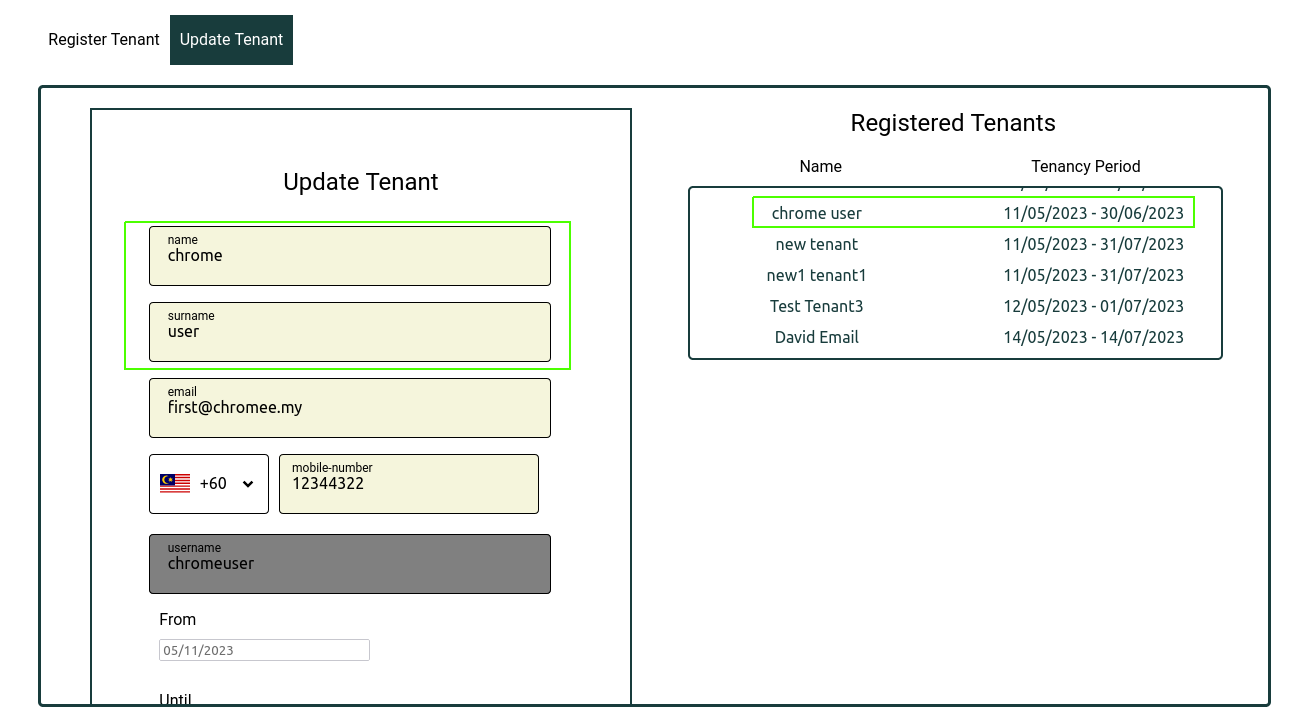 Register Tenant
Update Tenant
Update Tenant
name
chrome
surname
user
email
first@chromee.my
+60
mobile-number
12344322
username
chromeuser
From
05/11/2023
Until
Registered Tenants
Name Tenancy Period
chrome user 11/05/2023 - 30/06/2023
new tenant 11/05/2023 - 31/07/2023
new1 tenant1 11/05/2023 - 31/07/2023
Test Tenant3 12/05/2023 - 01/07/2023
David Email 14/05/2023 - 14/07/2023